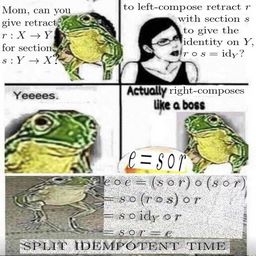 Mom, can you
give retract
r : X → Y
for section
s : Y → X?
to left-compose retract r
with section s
to give the
identity on Y,
r ∘ s = id_Y?
Yeeees.
Actually right-composes
like a boss
e = s∘r
e ∘ e = (s ∘ r) ∘ (s ∘ r)
= s ∘ (r ∘ s) ∘ r
= s ∘ id_Y ∘ r
= s ∘ r = e
SPLIT IDEMPOTENT TIME